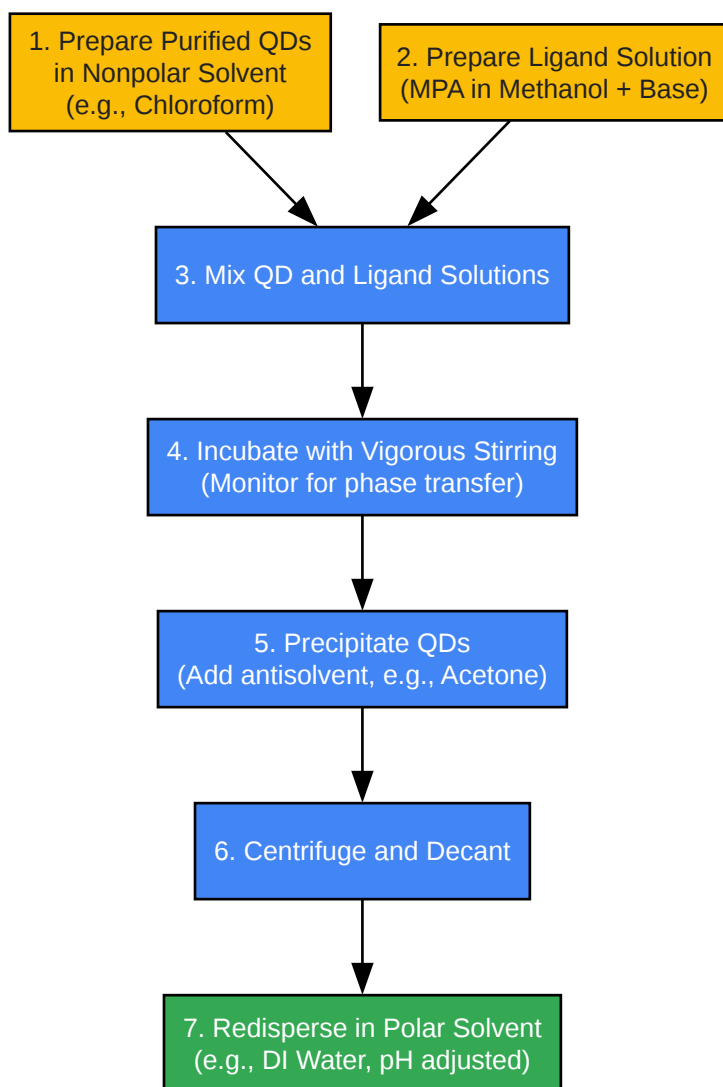 1. Prepare Purified QDs
in Nonpolar Solvent
(e.g., Chloroform)
2. Prepare Ligand Solution
(MPA in Methanol + Base)
3. Mix QD and Ligand Solutions
4. Incubate with Vigorous Stirring
(Monitor for phase transfer)
5. Precipitate QDs
(Add antisolvent, e.g., Acetone)
6. Centrifuge and Decant
7. Redisperse in Polar Solvent
(e.g., DI Water, pH adjusted)